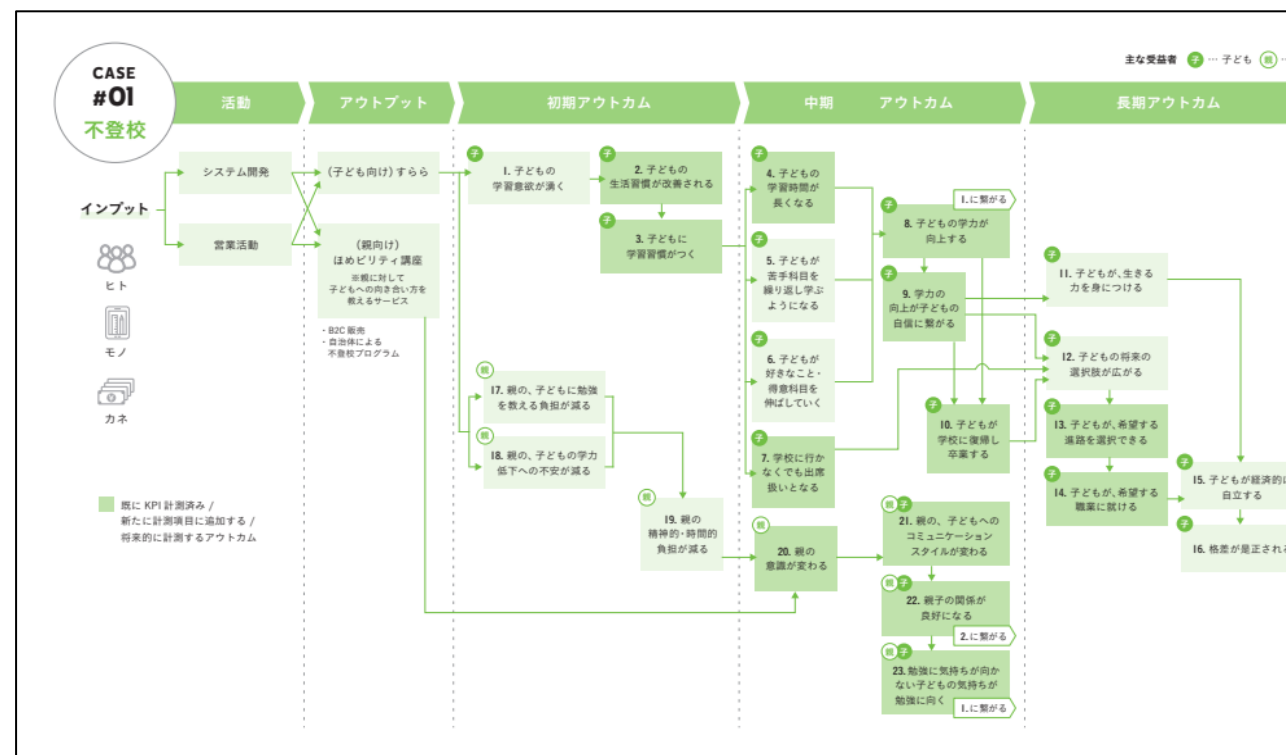 CASE
#01
不登校
主な受益者 子 … 子ども 親 …
活動
アウトプット
初期アウトカム
中期 アウトカム
長期アウトカム
インプット
ヒト
モノ
カネ
システム開発
営業活動
(子ども向け) すらら
(親向け)
ほめビリティ講座
※親に対して
子どもへの向き合い方を
教えるサービス
・B2C 販売
・自治体による
不登校プログラム
子
1. 子どもの
学習意欲が湧く
子
2. 子どもの
生活習慣が改善される
子
3. 子どもに
学習習慣がつく
親
17. 親の、子どもに勉強
を教える負担が減る
親
18. 親の、子どもの学力
低下への不安が減る
親
19. 親の
精神的・時間的
負担が減る
子
4. 子どもの
学習時間が
長くなる
子
5. 子どもが
苦手科目を
繰り返し学ぶ
ようになる
子
6. 子どもが
好きなこと・
得意科目を
伸ばしていく
子
7. 学校に行か
なくでも出席
扱いとなる
子
8. 子どもの学力が
向上する
1.に繋がる
子
9. 学力の
向上が子どもの
自信に繋がる
子
10. 子どもが
学校に復帰し
卒業する
親
20. 親の
意識が変わる
親 子
21. 親の、子どもへの
コミュニケーション
スタイルが変わる
親 子
22. 親子の関係が
良好になる
2.に繋がる
親 子
23. 勉強に気持ちが向か
ない子どもの気持ちが
勉強に向く
1.に繋がる
子
11. 子どもが、生きる
力を身につける
子
12. 子どもの将来の
選択肢が広がる
子
13. 子どもが、希望する
進路を選択できる
子
14. 子どもが、希望する
職業に就ける
子
15. 子どもが経済的に
自立する
子
16. 格差が是正される
既に KPI 計測済み /
新たに計測項目に追加する /
将来的に計測するアウトカム